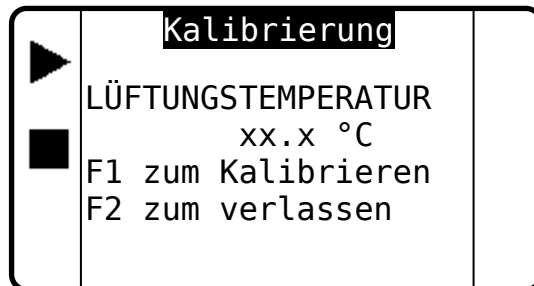 Kalibrierung
LÜFTUNGSTEMPERATUR
xx.x °C
F1 zum Kalibrieren
F2 zum verlassen